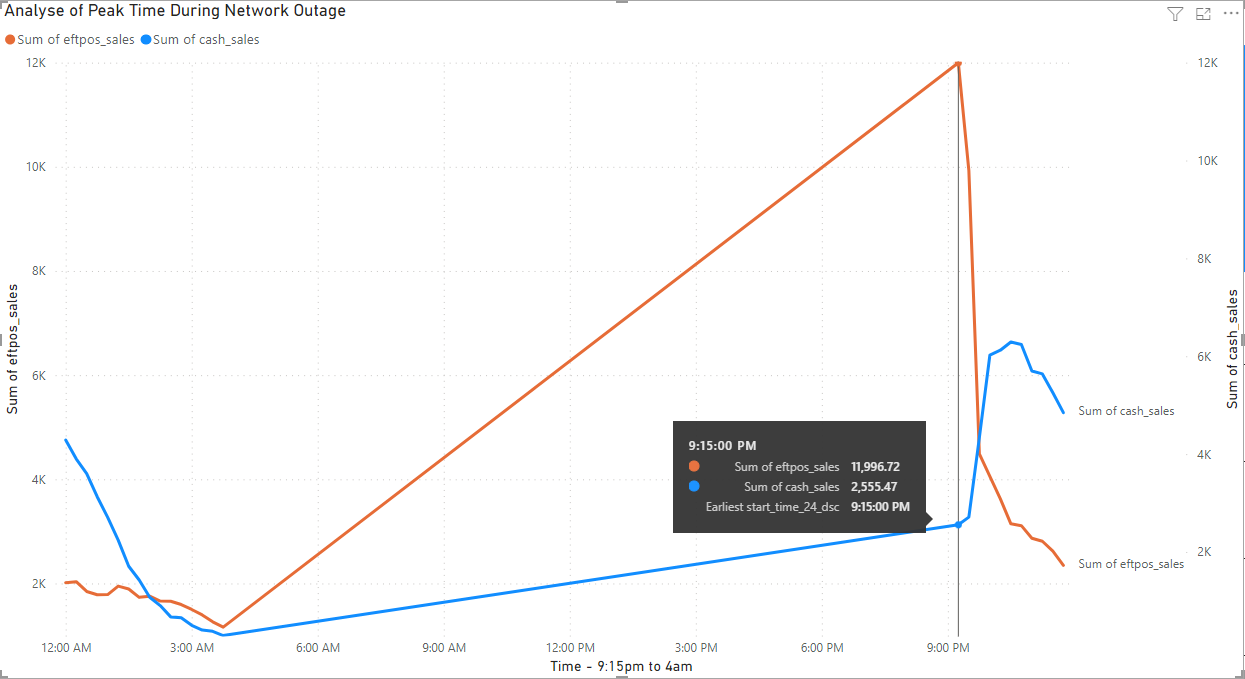 Analyse of Peak Time During Network Outage
Sum of eftpos_sales Sum of cash_sales
12K
10K
8K
6K
4K
2K
Sum of eftpos_sales
12K
10K
8K
6K
4K
2K
Sum of cash_sales
Sum of cash_sales
Sum of eftpos_sales
9:15:00 PM
Sum of eftpos_sales 11,996.72
Sum of cash_sales 2,555.47
Earliest start_time_24_dsc 9:15:00 PM
12:00 AM 3:00 AM 6:00 AM 9:00 AM 12:00 PM 3:00 PM 6:00 PM 9:00 PM
Time - 9:15pm to 4am